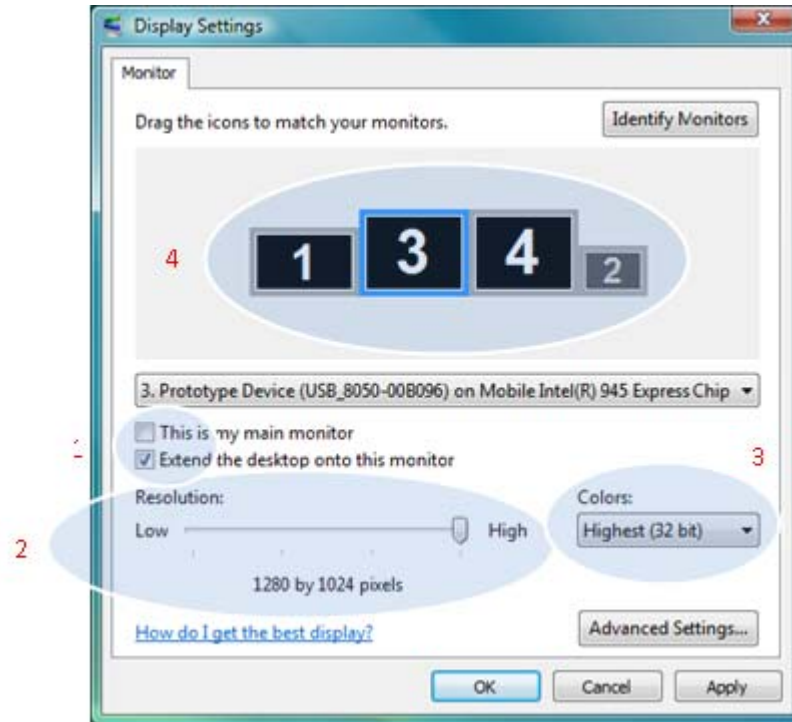 Display Settings
Monitor
Drag the icons to match your monitors.
Identify Monitors
4
1 3 4 2
3. Prototype Device (USB_8050-00B096) on Mobile Intel(R) 945 Express Chip
This is my main monitor
1
Extend the desktop onto this monitor
3
Resolution:
Colors:
Low High
Highest (32 bit)
2
1280 by 1024 pixels
How do I get the best display?
Advanced Settings...
OK Cancel Apply